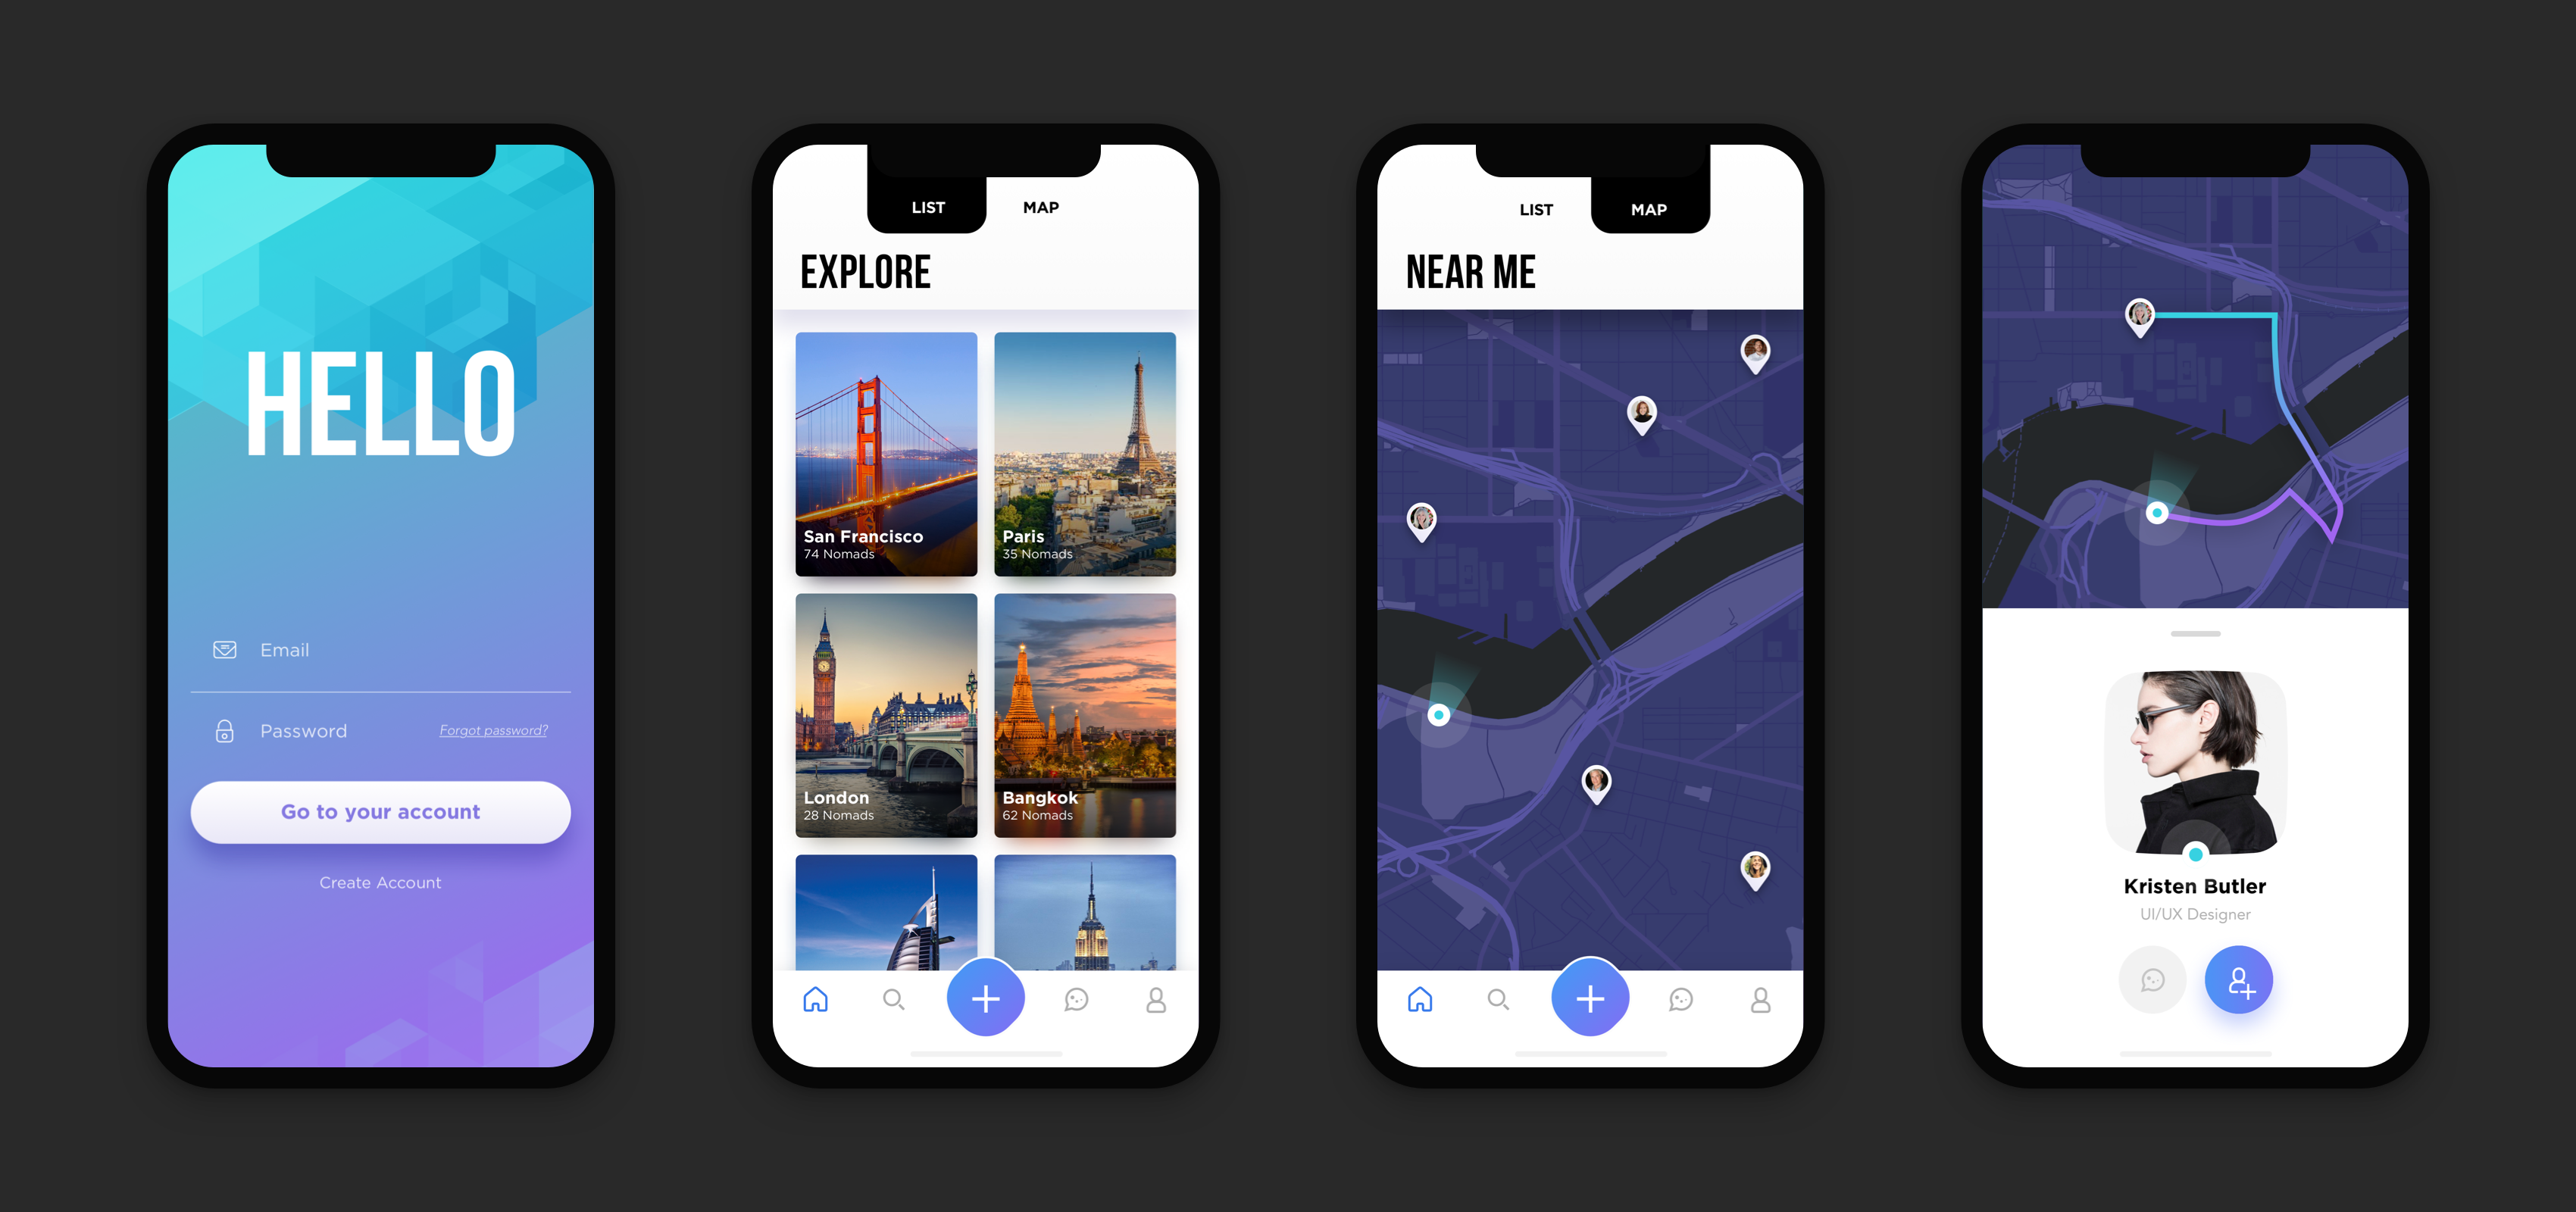 HELLO
Email
Password
Forgot password?
Go to your account
Create Account
LIST
MAP
EXPLORE
San Francisco
74 Nomads
Paris
35 Nomads
London
28 Nomads
Bangkok
62 Nomads
LIST
MAP
NEAR ME
Kristen Butler
UI/UX Designer